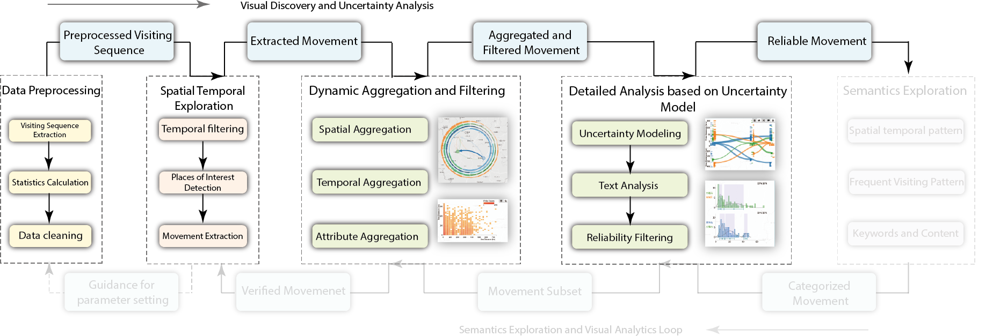 Visual Discovery and Uncertainty Analysis
Preprocessed Visiting
Sequence
Extracted Movement
Aggregated and
Filtered Movement
Reliable Movement
Data Preprocessing
Visiting Sequence
Extraction
Statistics Calculation
Data cleaning
Spatial Temporal
Exploration
Temporal filtering
Places of Interest
Detection
Movement Extraction
Dynamic Aggregation and Filtering
Spatial Aggregation
Temporal Aggregation
Attribute Aggregation
Detailed Analysis based on Uncertainty
Model
Uncertainty Modeling
Text Analysis
Reliability Filtering
Semantics Exploration
Spatial temporal pattern
Frequent Visiting Pattern
Keywords and Content
Guidance for
parameter setting
Verified Movemenet
Movement Subset
Categorized
Movement
Semantics Exploration and Visual Analytics Loop